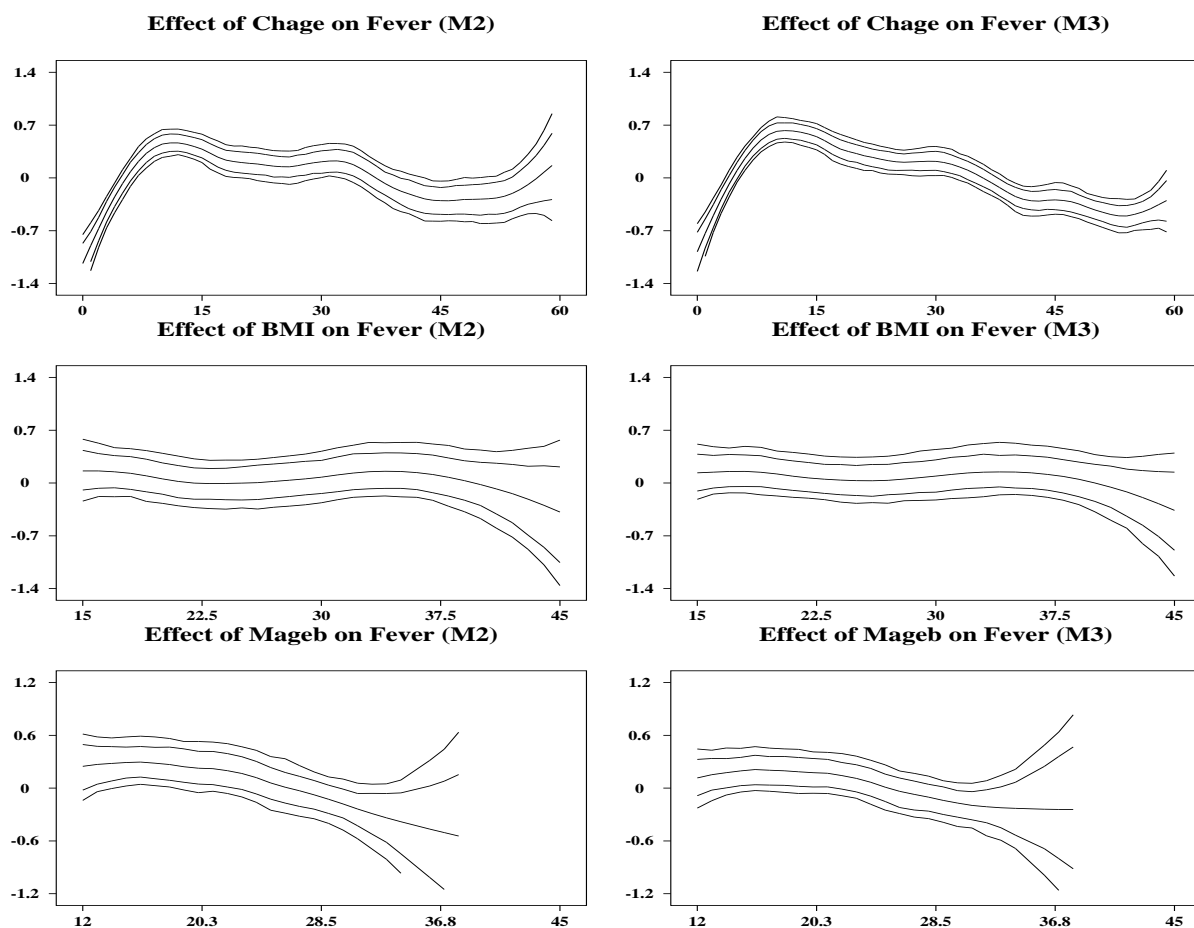 Effect of Chage on Fever (M2)
1.4
0.7
0
-0.7
-1.4
0 15 30 45 60
Effect of Chage on Fever (M3)
1.4
0.7
0
-0.7
-1.4
0 15 30 45 60
Effect of BMI on Fever (M2)
1.4
0.7
0
-0.7
-1.4
15 22.5 30 37.5 45
Effect of BMI on Fever (M3)
1.4
0.7
0
-0.7
-1.4
15 22.5 30 37.5 45
Effect of Mageb on Fever (M2)
1.2
0.6
0
-0.6
-1.2
12 20.3 28.5 36.8 45
Effect of Mageb on Fever (M3)
1.2
0.6
0
-0.6
-1.2
12 20.3 28.5 36.8 45